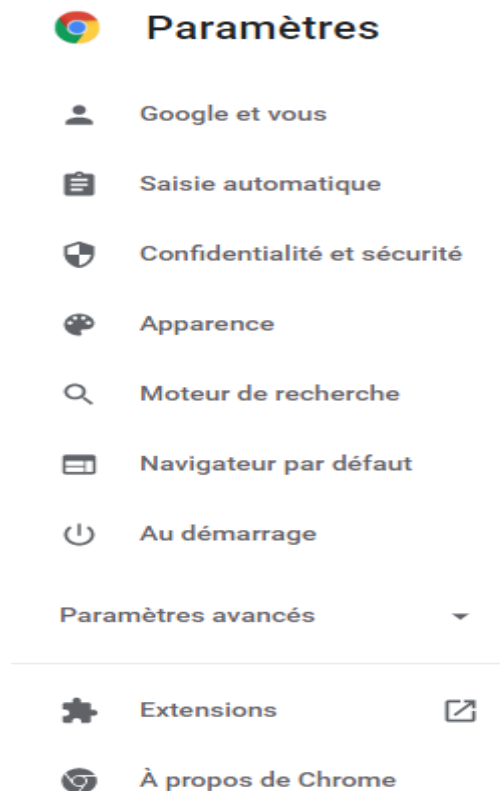 Paramètres
Google et vous
Saisie automatique
Confidentialité et sécurité
Apparence
Moteur de recherche
Navigateur par défaut
Au démarrage
Paramètres avancés
Extensions
À propos de Chrome